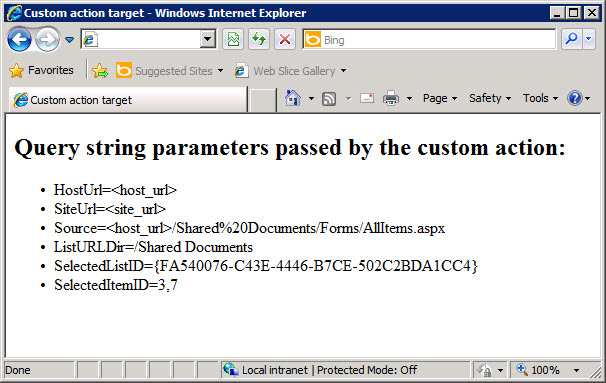 Custom action target - Windows Internet Explorer
Bing
Favorites Suggested Sites Web Slice Gallery
Custom action target Page Safety Tools
Query string parameters passed by the custom action:
• HostUrl=<host_url>
• SiteUrl=<site_url>
• Source=<host_url>/Shared%20Documents/Forms/AllItems.aspx
• ListURLDir=/Shared Documents
• SelectedListID={FA540076-C43E-4446-B7CE-502C2BDA1CC4}
• SelectedItemID=3,7
Done Local intranet | Protected Mode: Off 100%